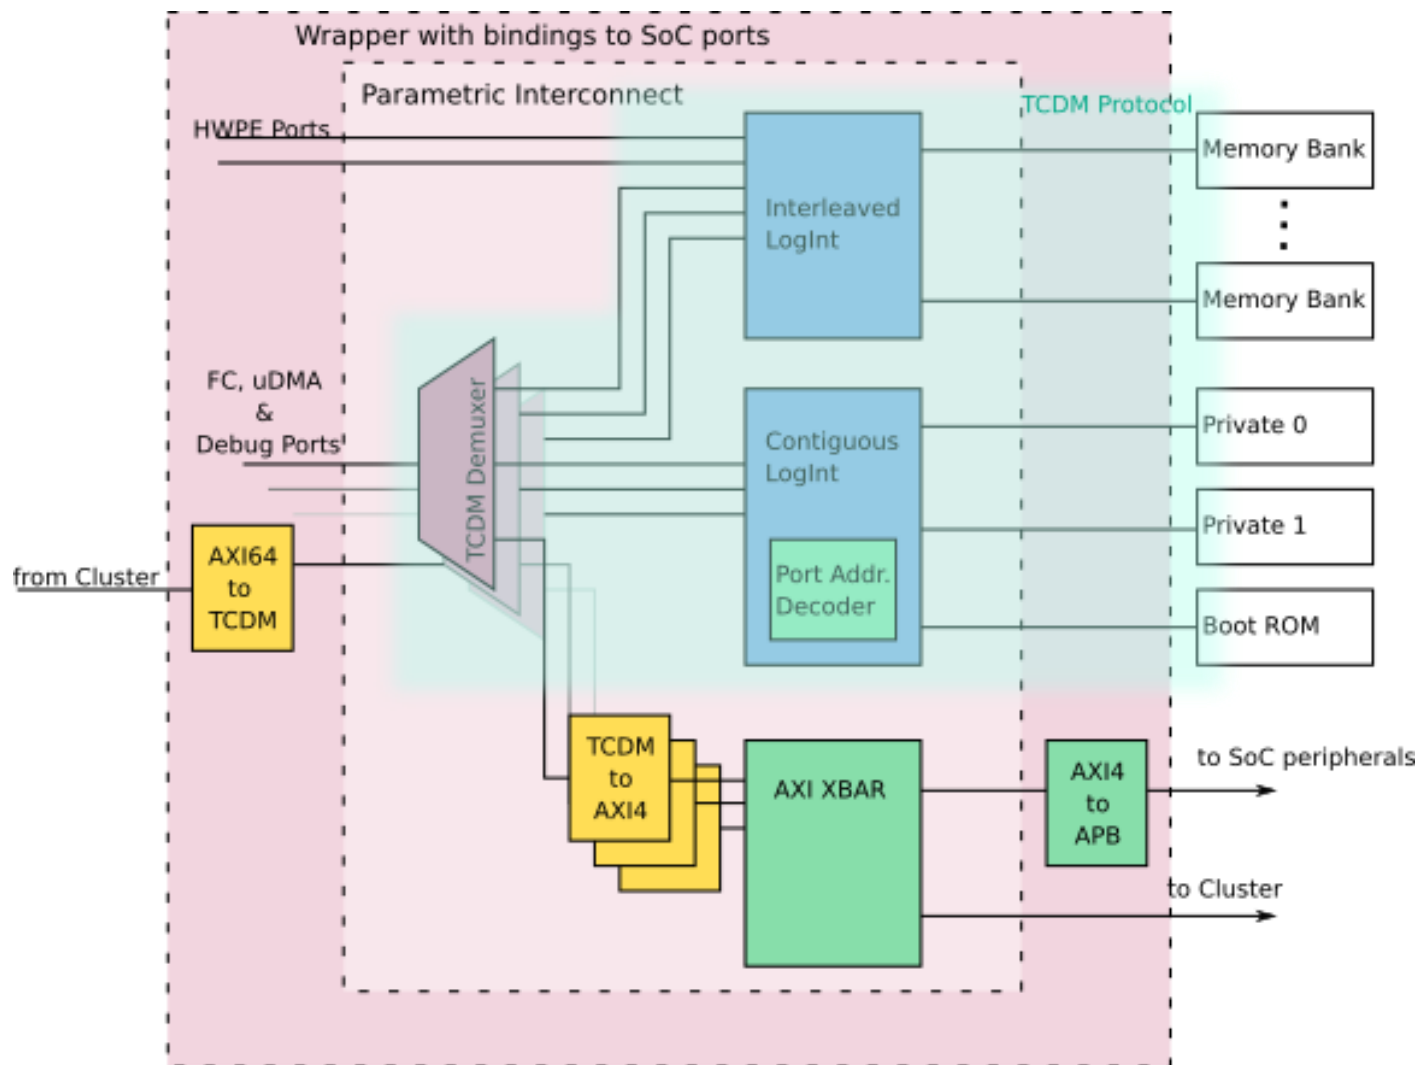 Wrapper with bindings to SoC ports
Parametric Interconnect
TCDM Protocol
HWPE Ports
Memory Bank
Interleaved
LogInt
Memory Bank
FC, uDMA
&
Debug Ports
TCDM Demuxer
Contiguous
LogInt
Private 0
Private 1
Port Addr.
Decoder
Boot ROM
from Cluster
AXI64
to
TCDM
TCDM
to
AXI4
AXI XBAR
AXI4
to
APB
to SoC peripherals
to Cluster